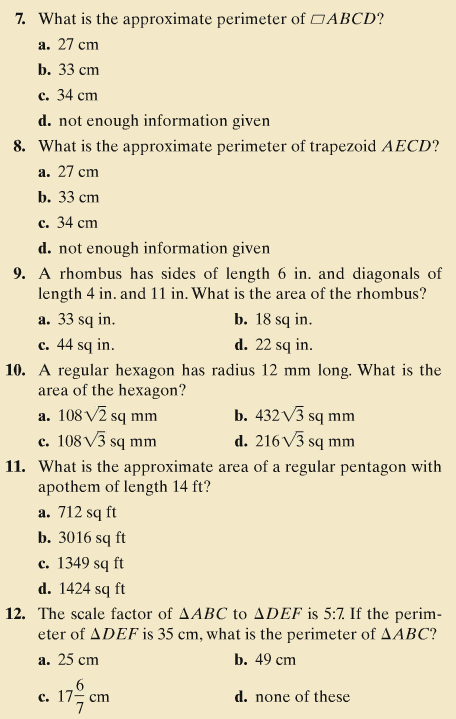 7. What is the approximate perimeter of ▱ABCD?
a. 27 cm
b. 33 cm
c. 34 cm
d. not enough information given
8. What is the approximate perimeter of trapezoid AECD?
a. 27 cm
b. 33 cm
c. 34 cm
d. not enough information given
9. A rhombus has sides of length 6 in. and diagonals of
length 4 in. and 11 in. What is the area of the rhombus?
a. 33 sq in. b. 18 sq in.
c. 44 sq in. d. 22 sq in.
10. A regular hexagon has radius 12 mm long. What is the
area of the hexagon?
a. 108√2 sq mm b. 432√3 sq mm
c. 108√3 sq mm d. 216√3 sq mm
11. What is the approximate area of a regular pentagon with
apothem of length 14 ft?
a. 712 sq ft
b. 3016 sq ft
c. 1349 sq ft
d. 1424 sq ft
12. The scale factor of △ABC to △DEF is 5:7. If the perim-
eter of △DEF is 35 cm, what is the perimeter of △ABC?
a. 25 cm b. 49 cm
c. 17 6/7 cm d. none of these